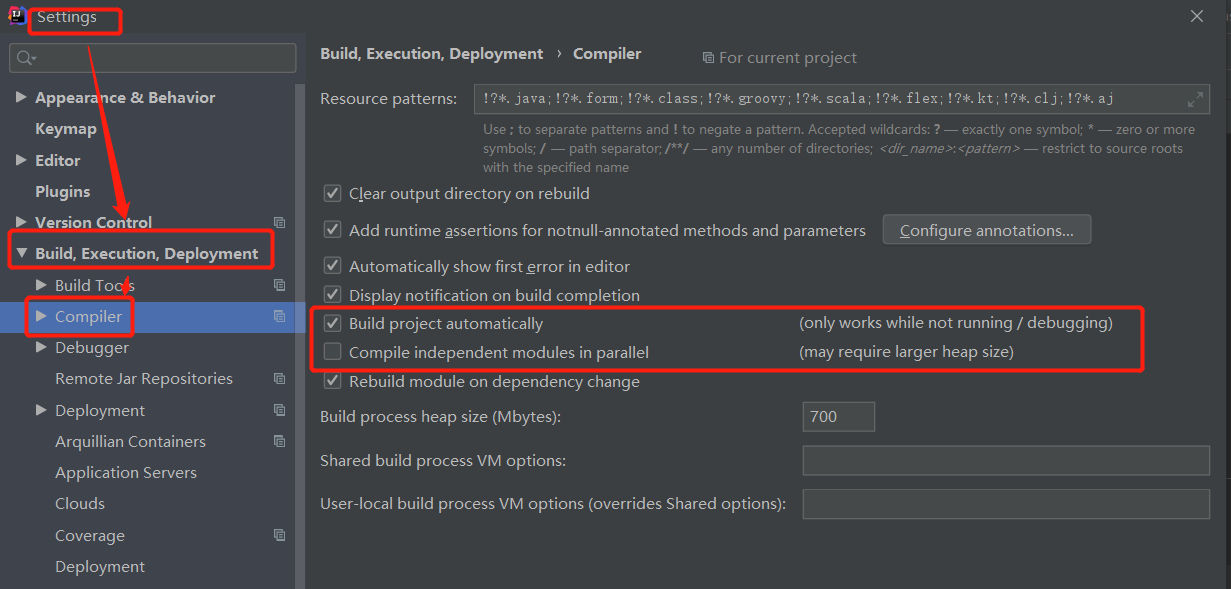 Settings
Appearance & Behavior
Keymap
Editor
Plugins
Version Control
Build, Execution, Deployment
Build Tools
Compiler
Debugger
Remote Jar Repositories
Deployment
Arquillian Containers
Application Servers
Clouds
Coverage
Deployment
Build, Execution, Deployment › Compiler
For current project
Resource patterns:
!?*.java;!?*.form;!?*.class;!?*.groovy;!?*.scala;!?*.flex;!?*.kt;!?*.clj;!?*.aj
Use ; to separate patterns and ! to negate a pattern. Accepted wildcards: ? — exactly one symbol; * — zero or more
symbols; / — path separator; /**/ — any number of directories; <dir_name>:<pattern> — restrict to source roots
with the specified name
Clear output directory on rebuild
Add runtime assertions for notnull-annotated methods and parameters
Configure annotations...
Automatically show first error in editor
Display notification on build completion
Build project automatically (only works while not running / debugging)
Compile independent modules in parallel (may require larger heap size)
Rebuild module on dependency change
Build process heap size (Mbytes): 700
Shared build process VM options:
User-local build process VM options (overrides Shared options):